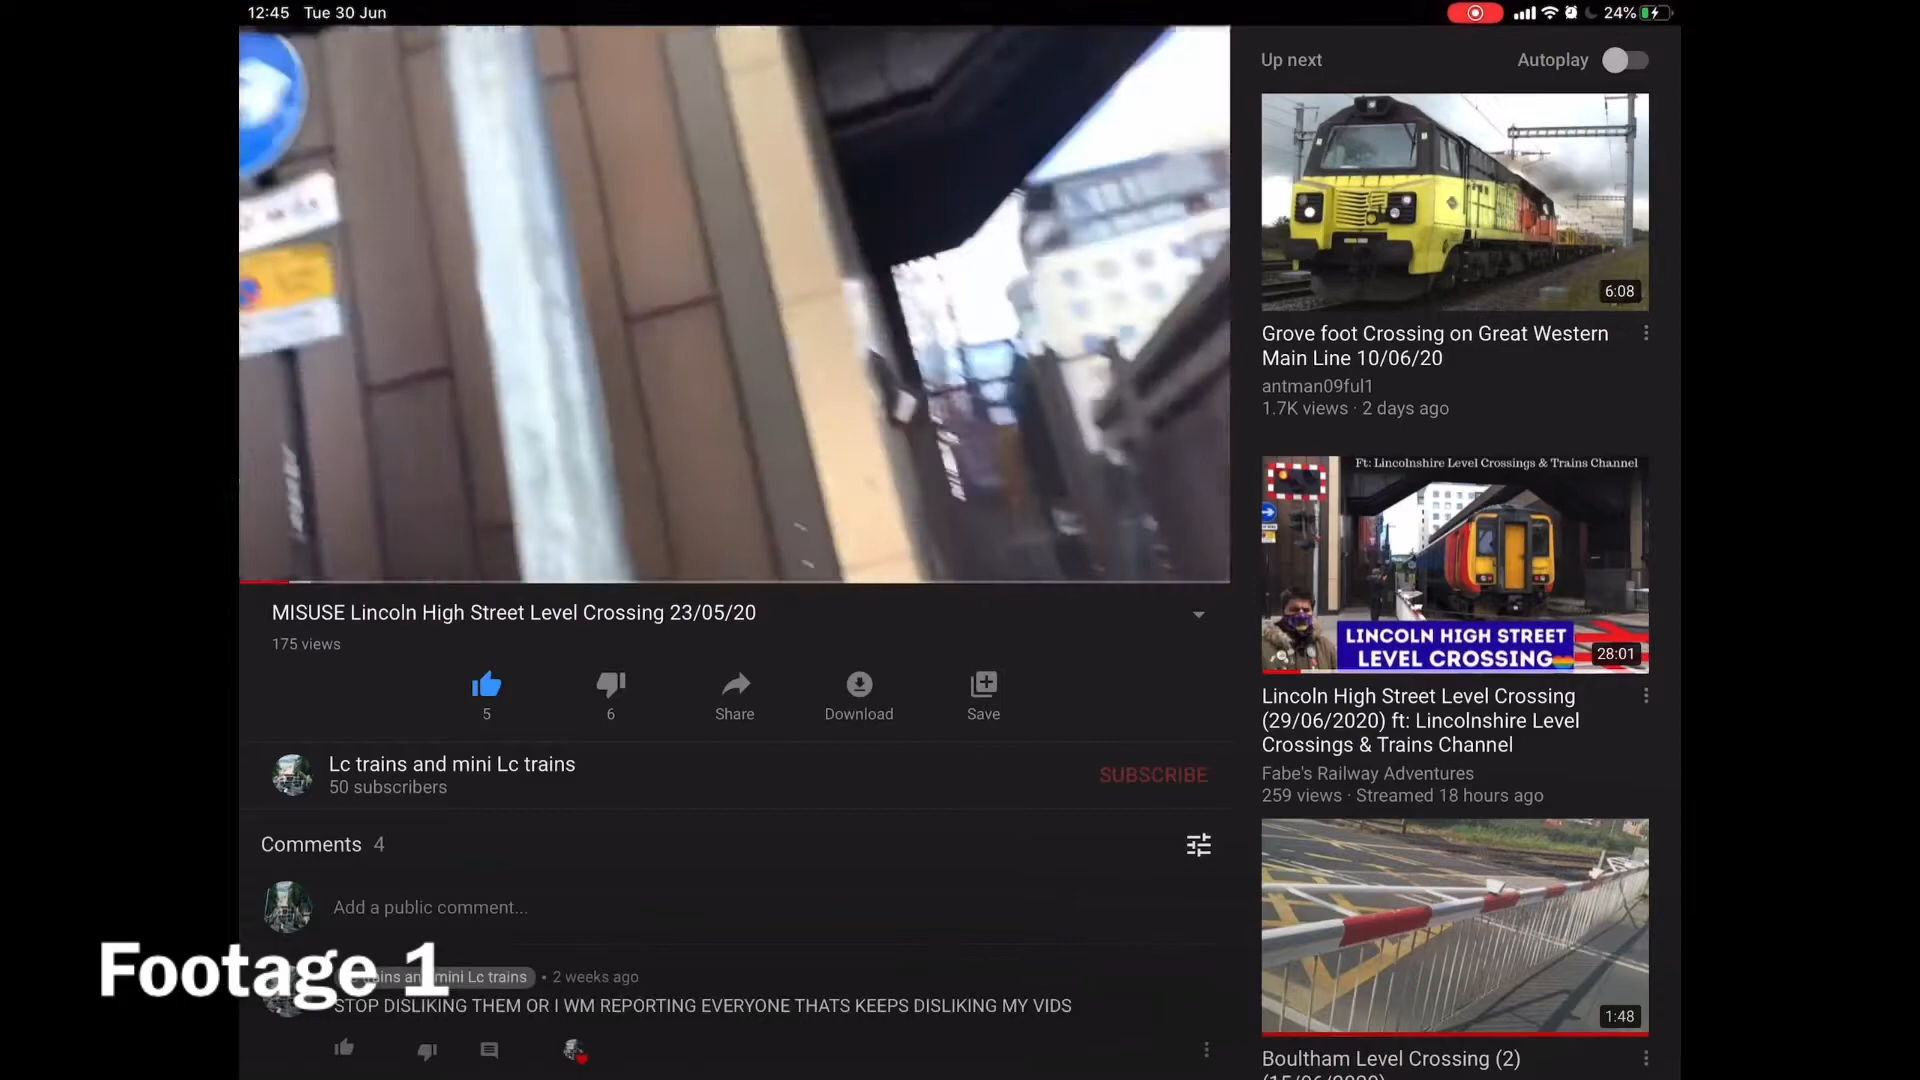 12:45 Tue 30 Jun
24%
Up next
Autoplay
6:08
Grove foot Crossing on Great Western
Main Line 10/06/20
antman09ful1
1.7K views · 2 days ago
Ft: Lincolnshire Level Crossings & Trains Channel
LINCOLN HIGH STREET
LEVEL CROSSING
28:01
Lincoln High Street Level Crossing
(29/06/2020) ft: Lincolnshire Level
Crossings & Trains Channel
Fabe's Railway Adventures
259 views · Streamed 18 hours ago
1:48
Boultham Level Crossing (2)
(15/06/2020)
MISUSE Lincoln High Street Level Crossing 23/05/20
175 views
5
6
Share
Download
Save
Lc trains and mini Lc trains
50 subscribers
SUBSCRIBE
Comments 4
Add a public comment...
Footage 1
mini Lc trains • 2 weeks ago
STOP DISLIKING THEM OR I WM REPORTING EVERYONE THATS KEEPS DISLIKING MY VIDS